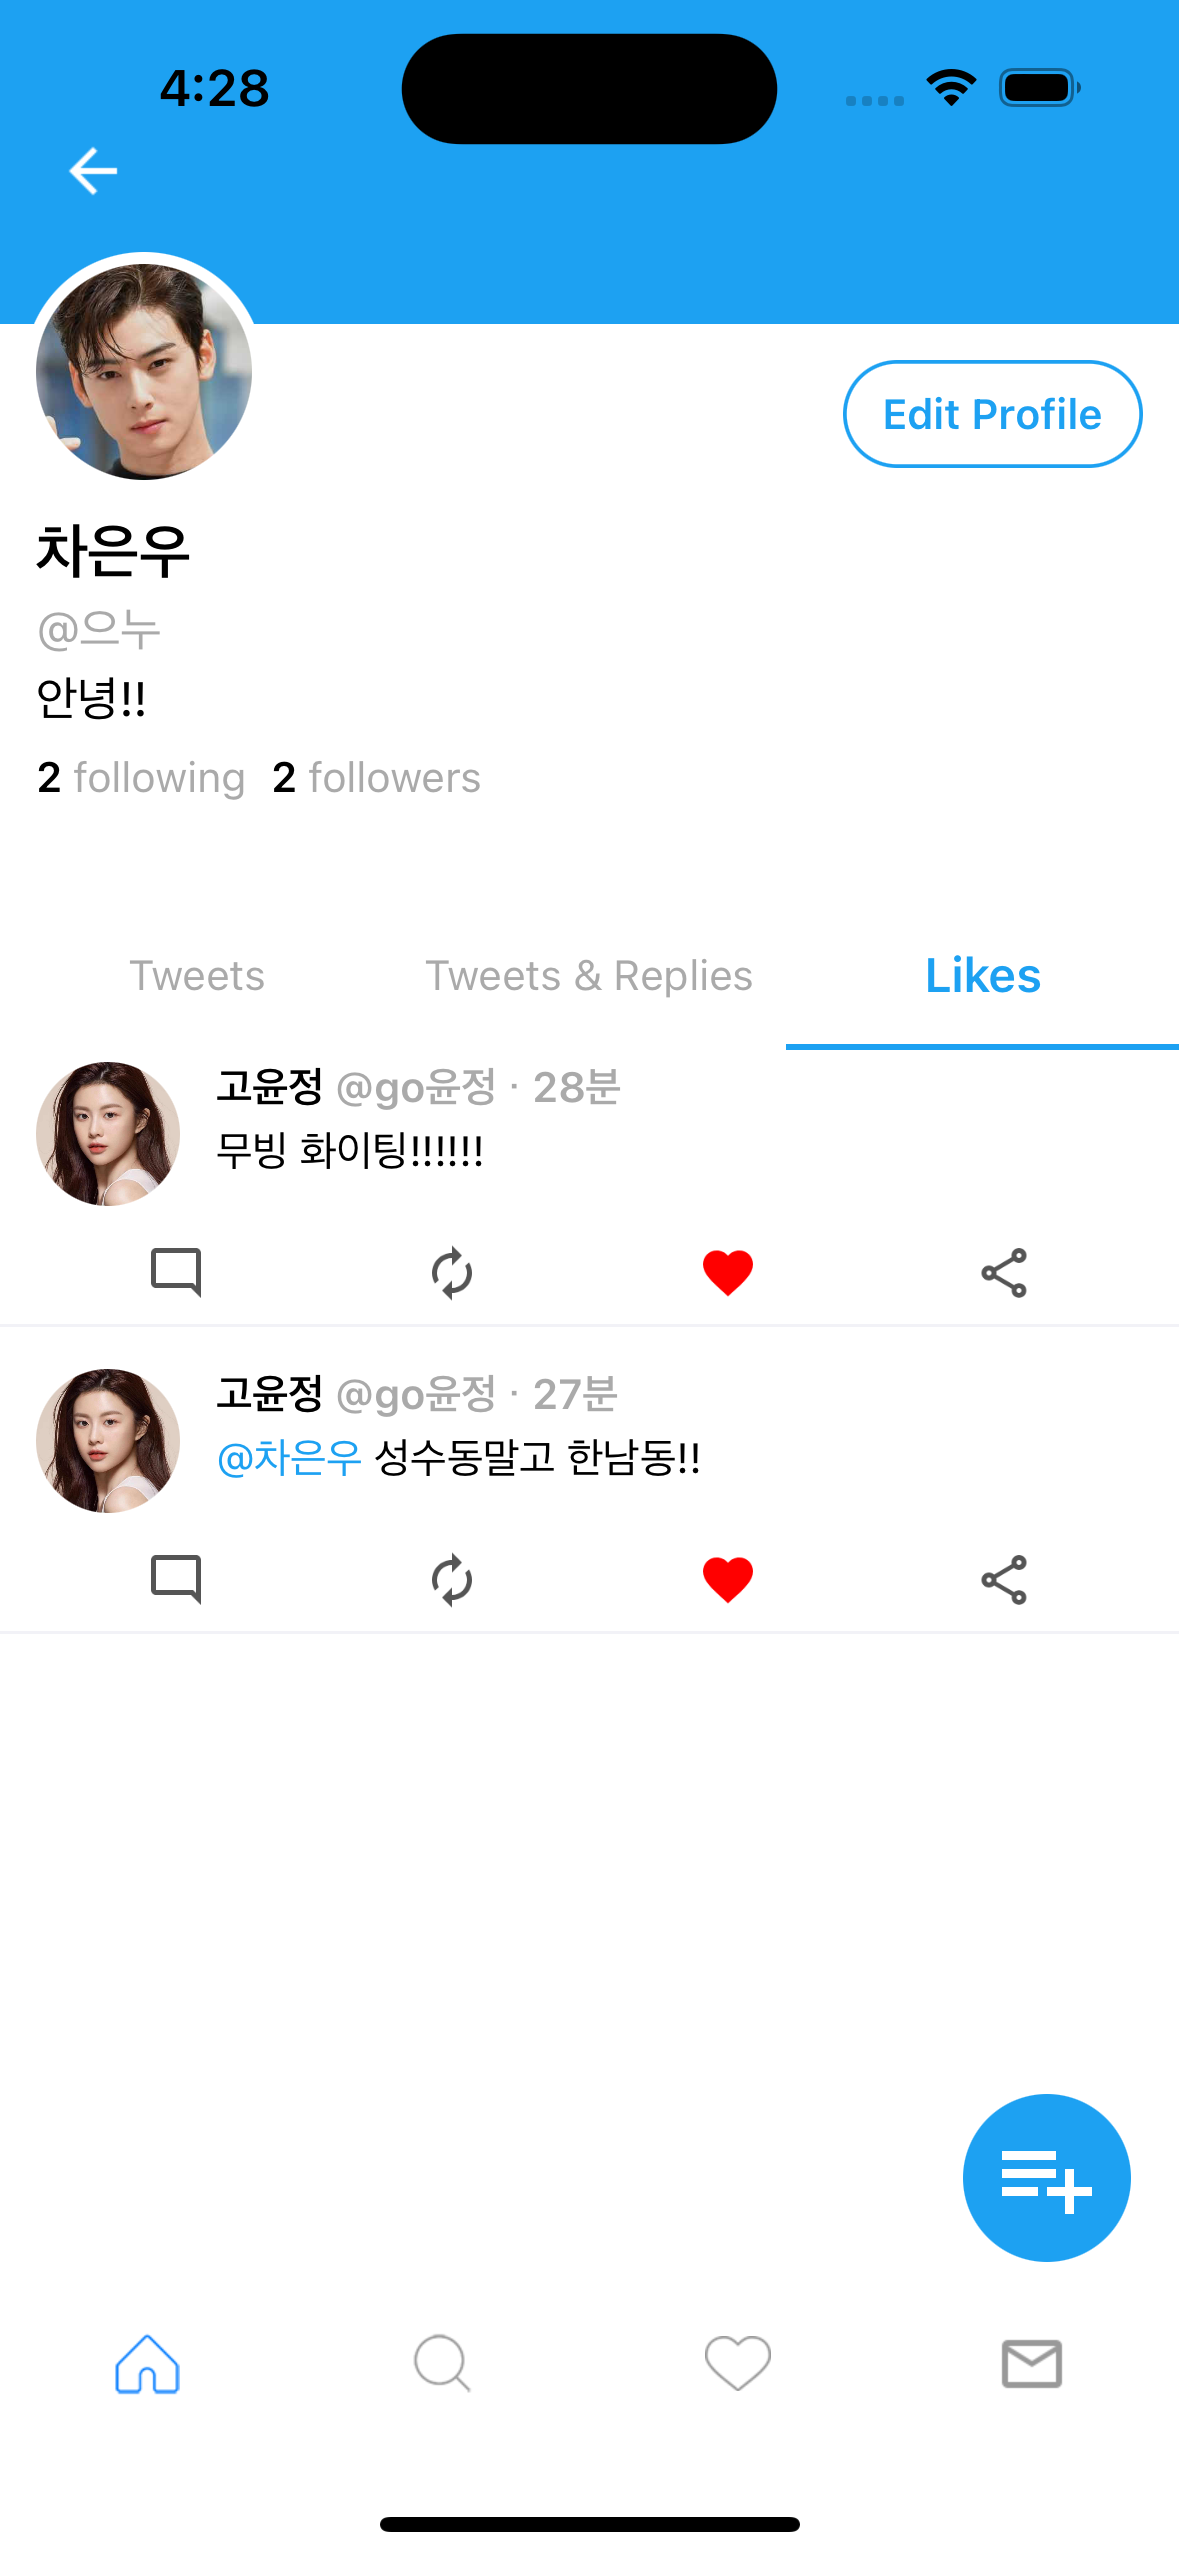 4:28
Edit Profile
차은우
@으누
안녕!!
2 following 2 followers
Tweets
Tweets & Replies
Likes
고윤정 @go윤정 · 28분
무빙 화이팅!!!!!!
고윤정 @go윤정 · 27분
@차은우 성수동말고 한남동!!